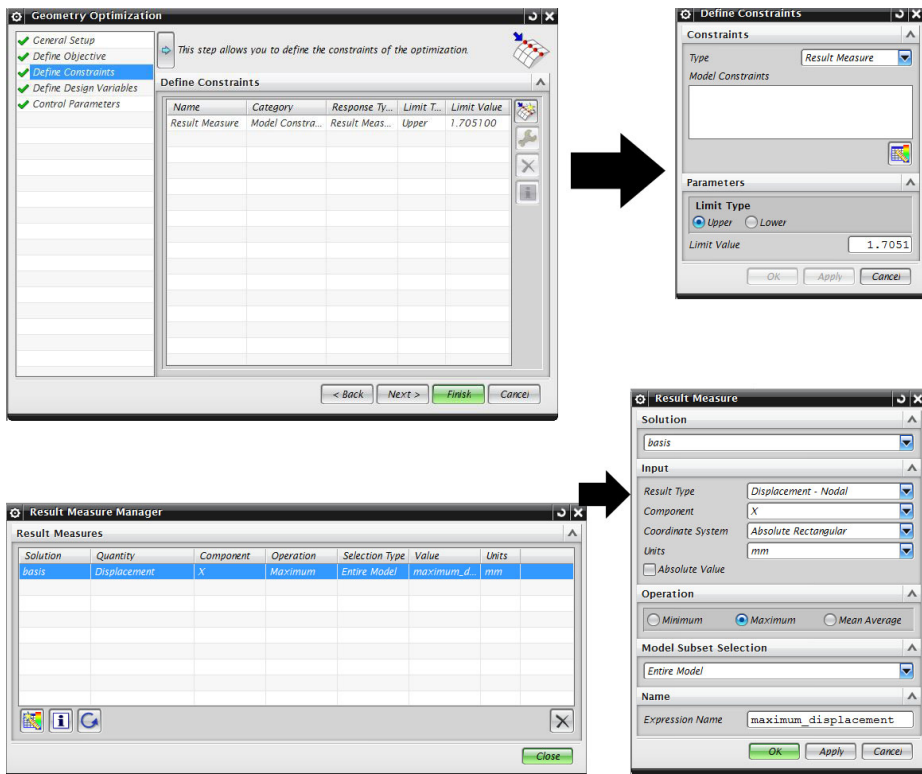 Geometry Optimization
General Setup
Define Objective
Define Constraints
Define Design Variables
Control Parameters
This step allows you to define the constraints of the optimization.
Define Constraints
Name Category Response Ty... Limit T... Limit Value
Result Measure Model Constra... Result Meas... Upper 1.705100
< Back Next > Finish Cancel
Define Constraints
Constraints
Type Result Measure
Model Constraints
Parameters
Limit Type
Upper Lower
Limit Value 1.7051
OK Apply Cancel
Result Measure Manager
Result Measures
Solution Quantity Component Operation Selection Type Value Units
basis Displacement X Maximum Entire Model maximum_d... mm
Close
Result Measure
Solution
basis
Input
Result Type Displacement - Nodal
Component X
Coordinate System Absolute Rectangular
Units mm
Absolute Value
Operation
Minimum Maximum Mean Average
Model Subset Selection
Entire Model
Name
Expression Name maximum_displacement
OK Apply Cancel